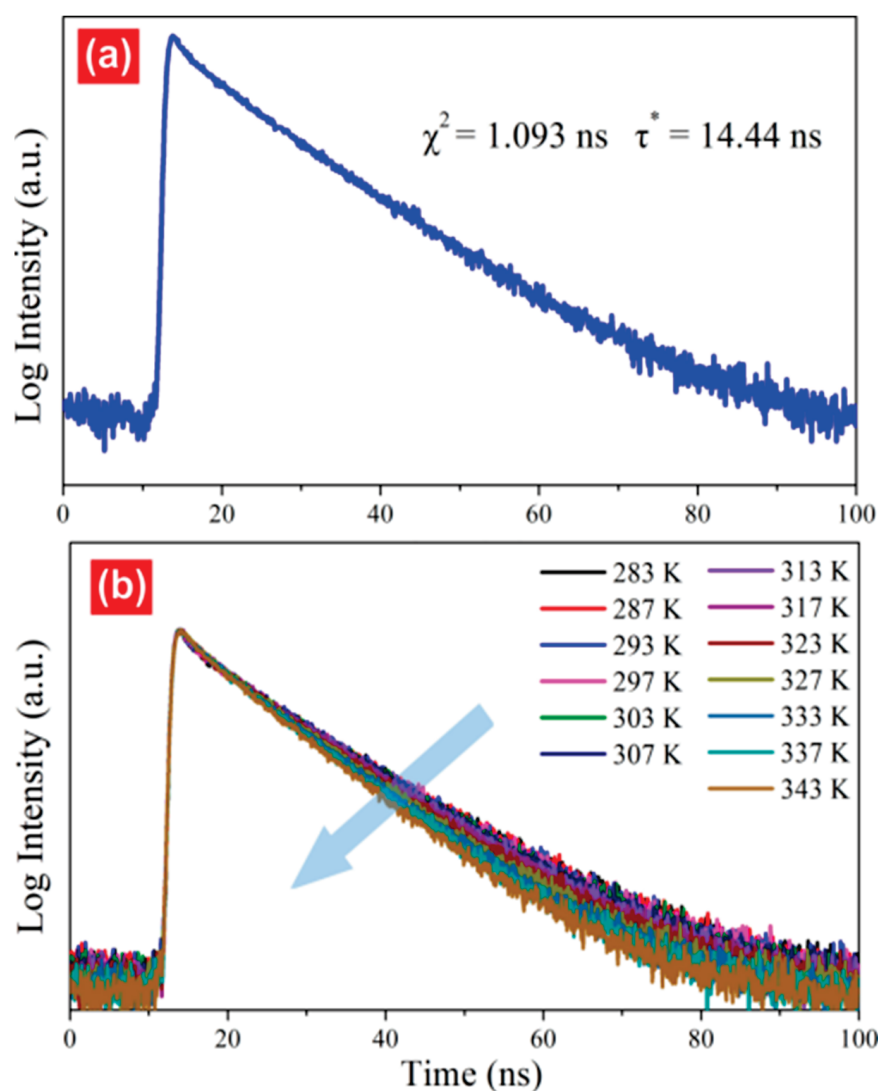 (a)
χ² = 1.093 ns τ* = 14.44 ns
Log Intensity (a.u.)
0 20 40 60 80 100
(b)
283 K 313 K
287 K 317 K
293 K 323 K
297 K 327 K
303 K 333 K
307 K 337 K
343 K
Log Intensity (a.u.)
0 20 40 60 80 100
Time (ns)